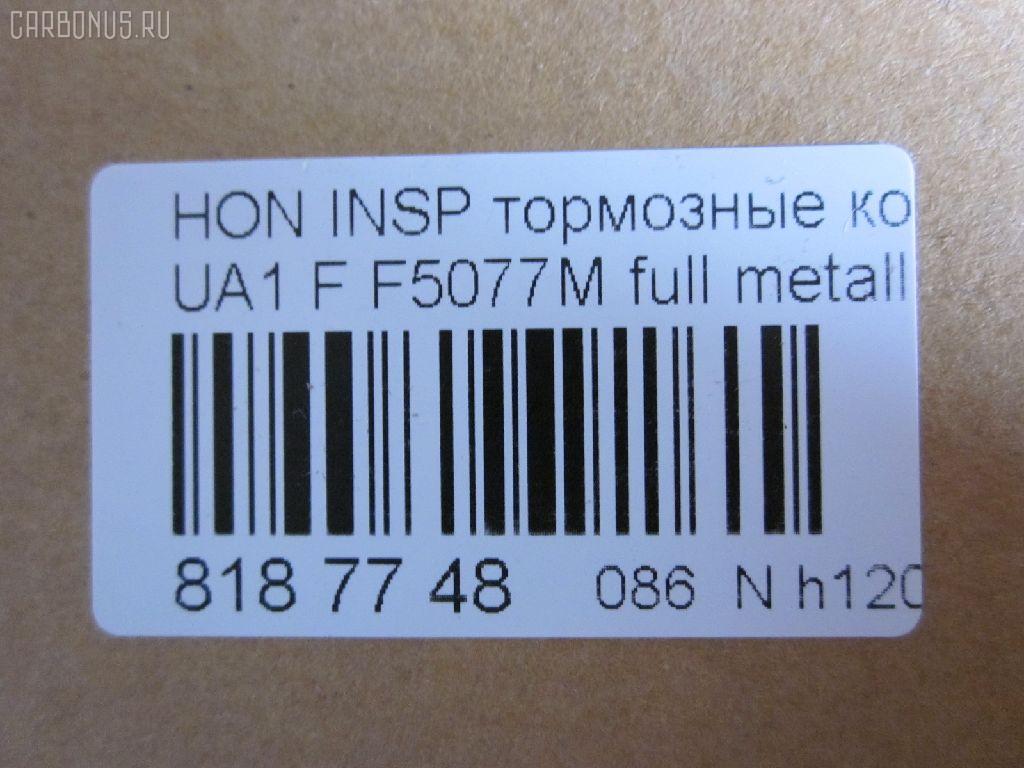 CARBONUS.RU
HON INSP тормозные ко
UA1 F F5077M full metall
818 77 48 086 N h120